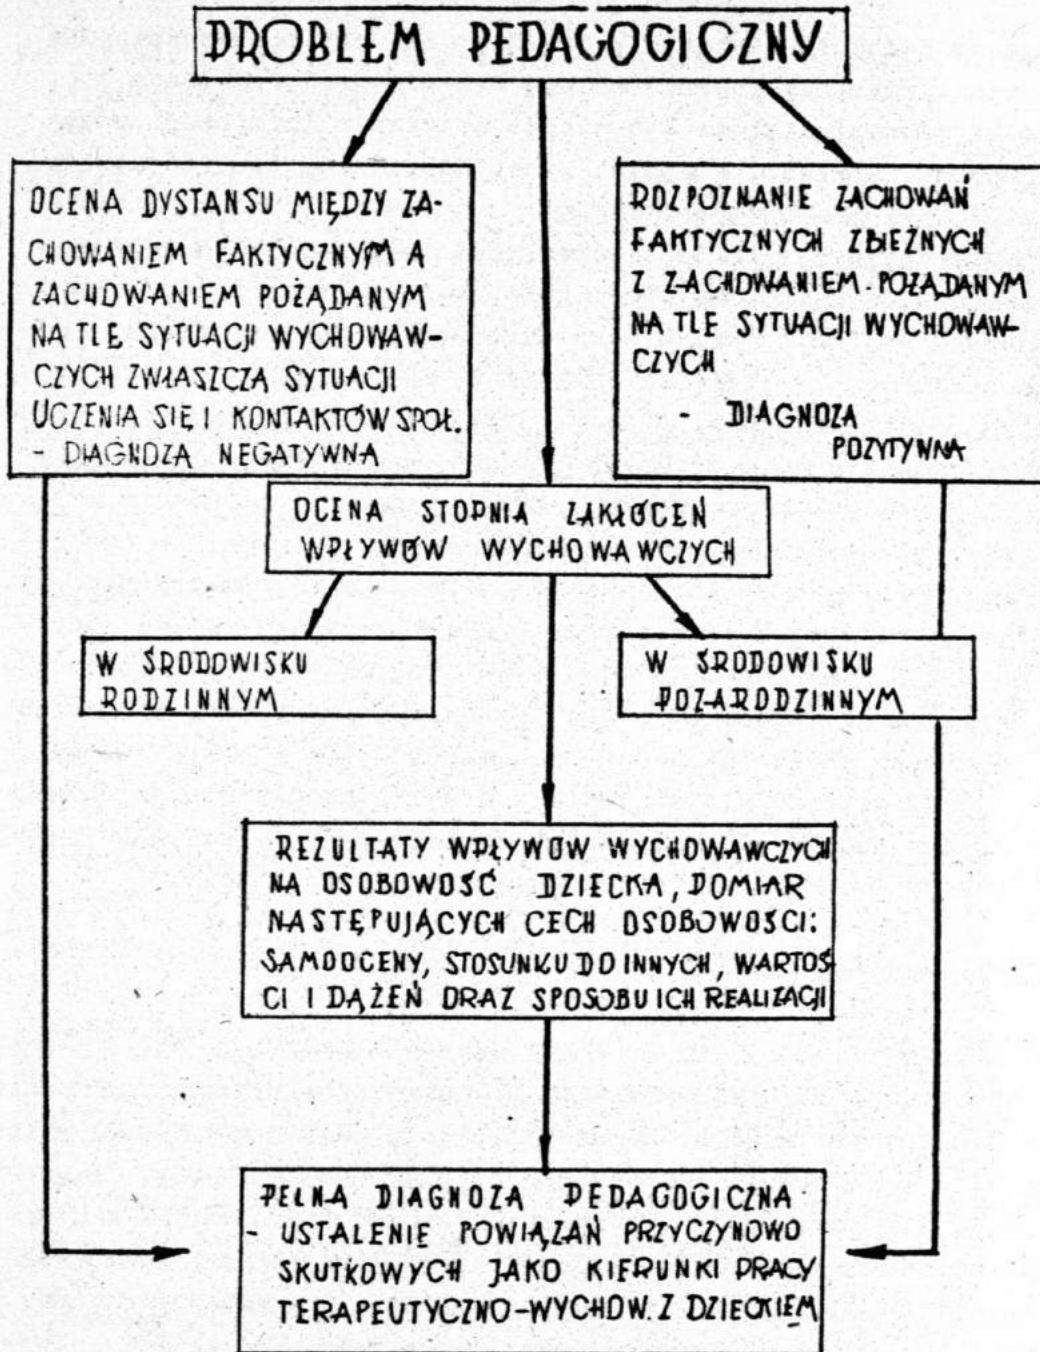 PROBLEM PEDAGOGICZNY
OCENA DYSTANSU MIĘDZY ZA-
CHOWANIEM FAKTYCZNYM A
ZACHOWANIEM POŻĄDANYM
NA TLE SYTUACJI WYCHOWAW-
CZYCH ZWŁASZCZA SYTUACJI
UCZENIA SIĘ I KONTAKTÓW SPOŁ.
- DIAGNOZA NEGATYWNA
ROZPOZNANIE ZACHOWAŃ
FAKTYCZNYCH ZBIEŻNYCH
Z ZACHOWANIEM POŻĄDANYM
NA TLE SYTUACJI WYCHOWAW-
CZYCH
- DIAGNOZA
POZYTYWNA
OCENA STOPNIA ZAKŁÓCEŃ
WPŁYWÓW WYCHOWAWCZYCH
W ŚRODOWISKU
RODZINNYM
W ŚRODOWISKU
POZARODZINNYM
REZULTATY WPŁYWÓW WYCHOWAWCZYCH
NA OSOBOWOŚĆ DZIECKA, POMIAR
NASTĘPUJĄCYCH CECH OSOBOWOŚCI:
SAMOOCENY, STOSUNKU DO INNYCH, WARTOŚ-
CI I DĄŻEŃ ORAZ SPOSOBU ICH REALIZACJI
PEŁNA DIAGNOZA PEDAGOGICZNA
- USTALENIE POWIĄZAŃ PRZYCZYNOWO
SKUTKOWYCH JAKO KIERUNKI PRACY
TERAPEUTYCZNO-WYCHOW. Z DZIECKIEM